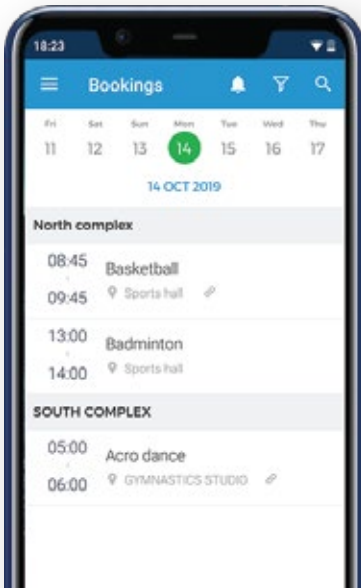 18:23
Bookings
Fri Sat Sun Mon Tue Wed Thu
11 12 13 14 15 16 17
14 OCT 2019
North complex
08:45
Basketball
Sports hall
09:45
13:00
Badminton
Sports hall
14:00
SOUTH COMPLEX
05:00
Acro dance
GYMNASTICS STUDIO
06:00